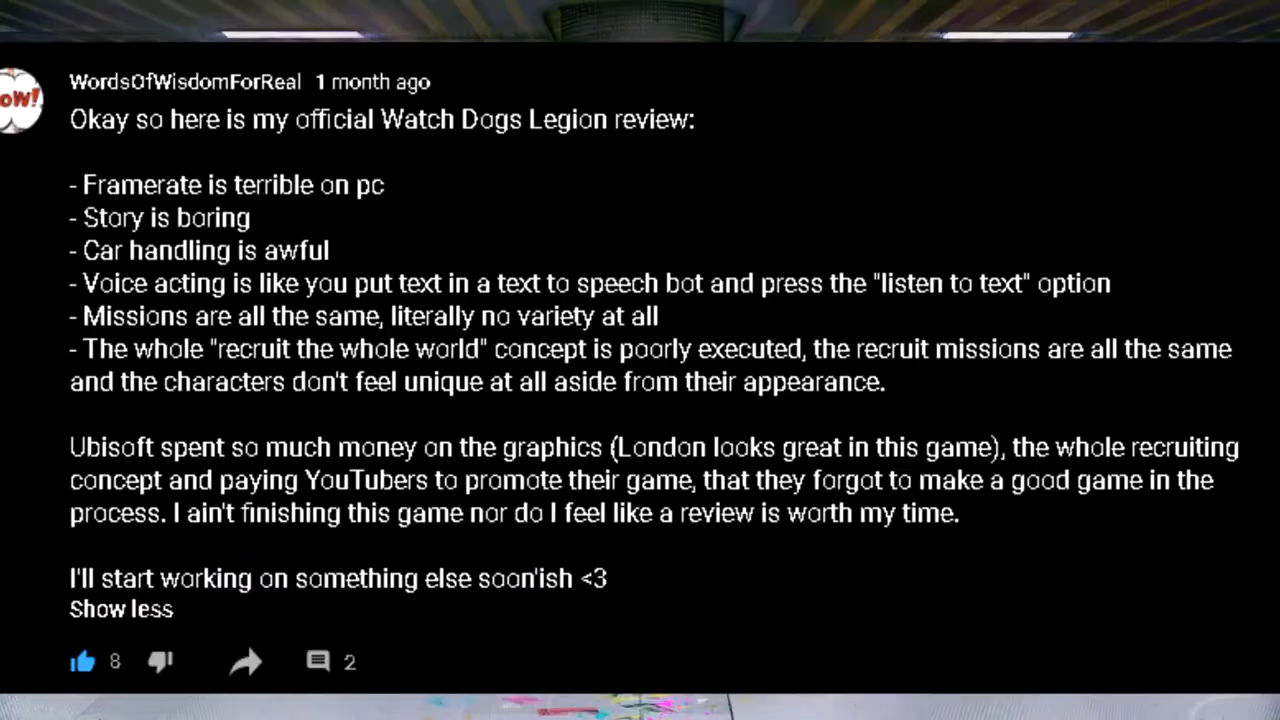 WordsOfWisdomForReal 1 month ago
Okay so here is my official Watch Dogs Legion review:
- Framerate is terrible on pc
- Story is boring
- Car handling is awful
- Voice acting is like you put text in a text to speech bot and press the "listen to text" option
- Missions are all the same, literally no variety at all
- The whole "recruit the whole world" concept is poorly executed, the recruit missions are all the same
and the characters don't feel unique at all aside from their appearance.
Ubisoft spent so much money on the graphics (London looks great in this game), the whole recruiting
concept and paying YouTubers to promote their game, that they forgot to make a good game in the
process. I ain't finishing this game nor do I feel like a review is worth my time.
I'll start working on something else soon'ish <3
Show less
8 2